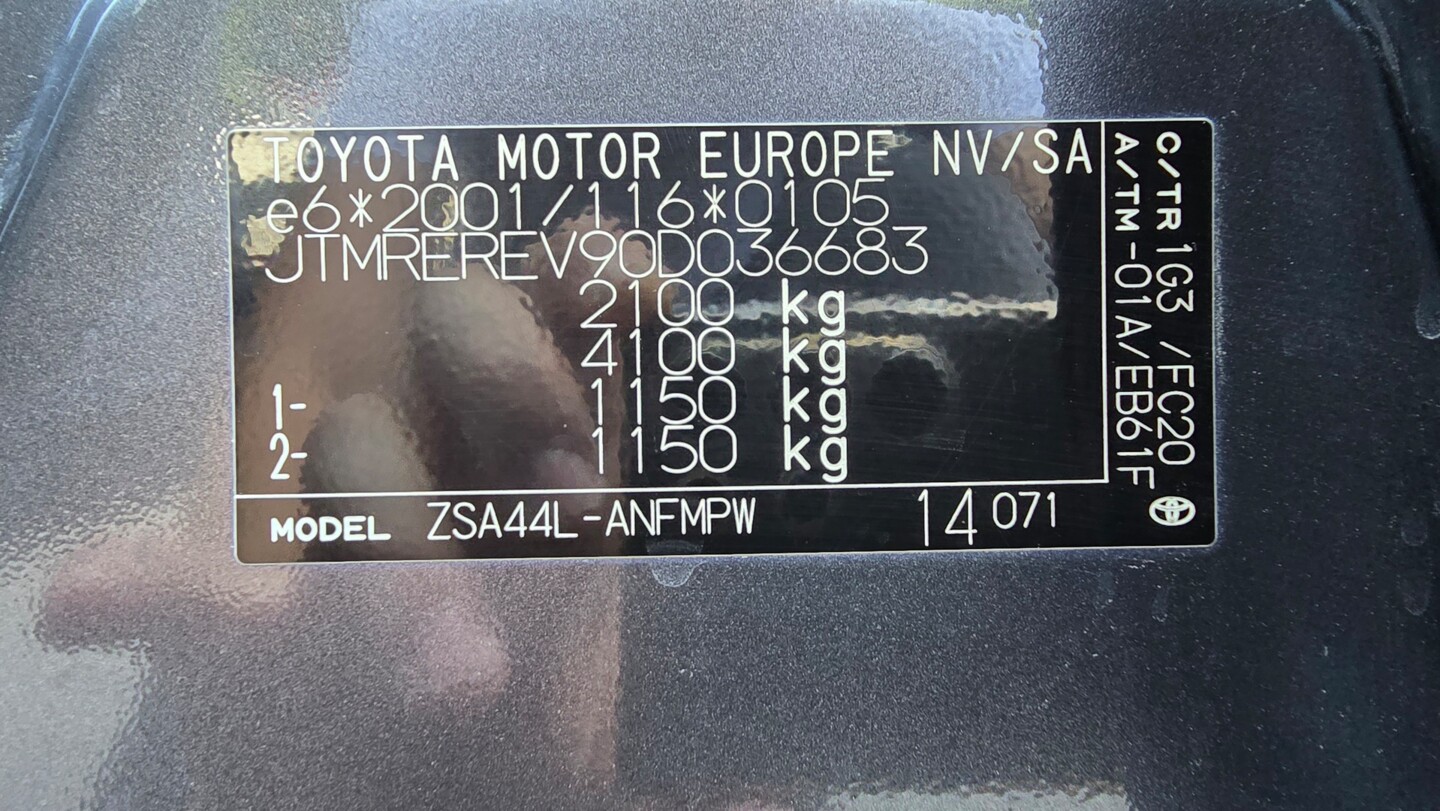 TOYOTA MOTOR EUROPE NV/SA
e6*2001/116*0105
JTMREREV90D036683
2100 kg
4100 kg
1- 1150 kg
2- 1150 kg
MODEL ZSA44L-ANFMPW 14 071
C/TR 1G3 /FC20
A/TM -01A/EB61F